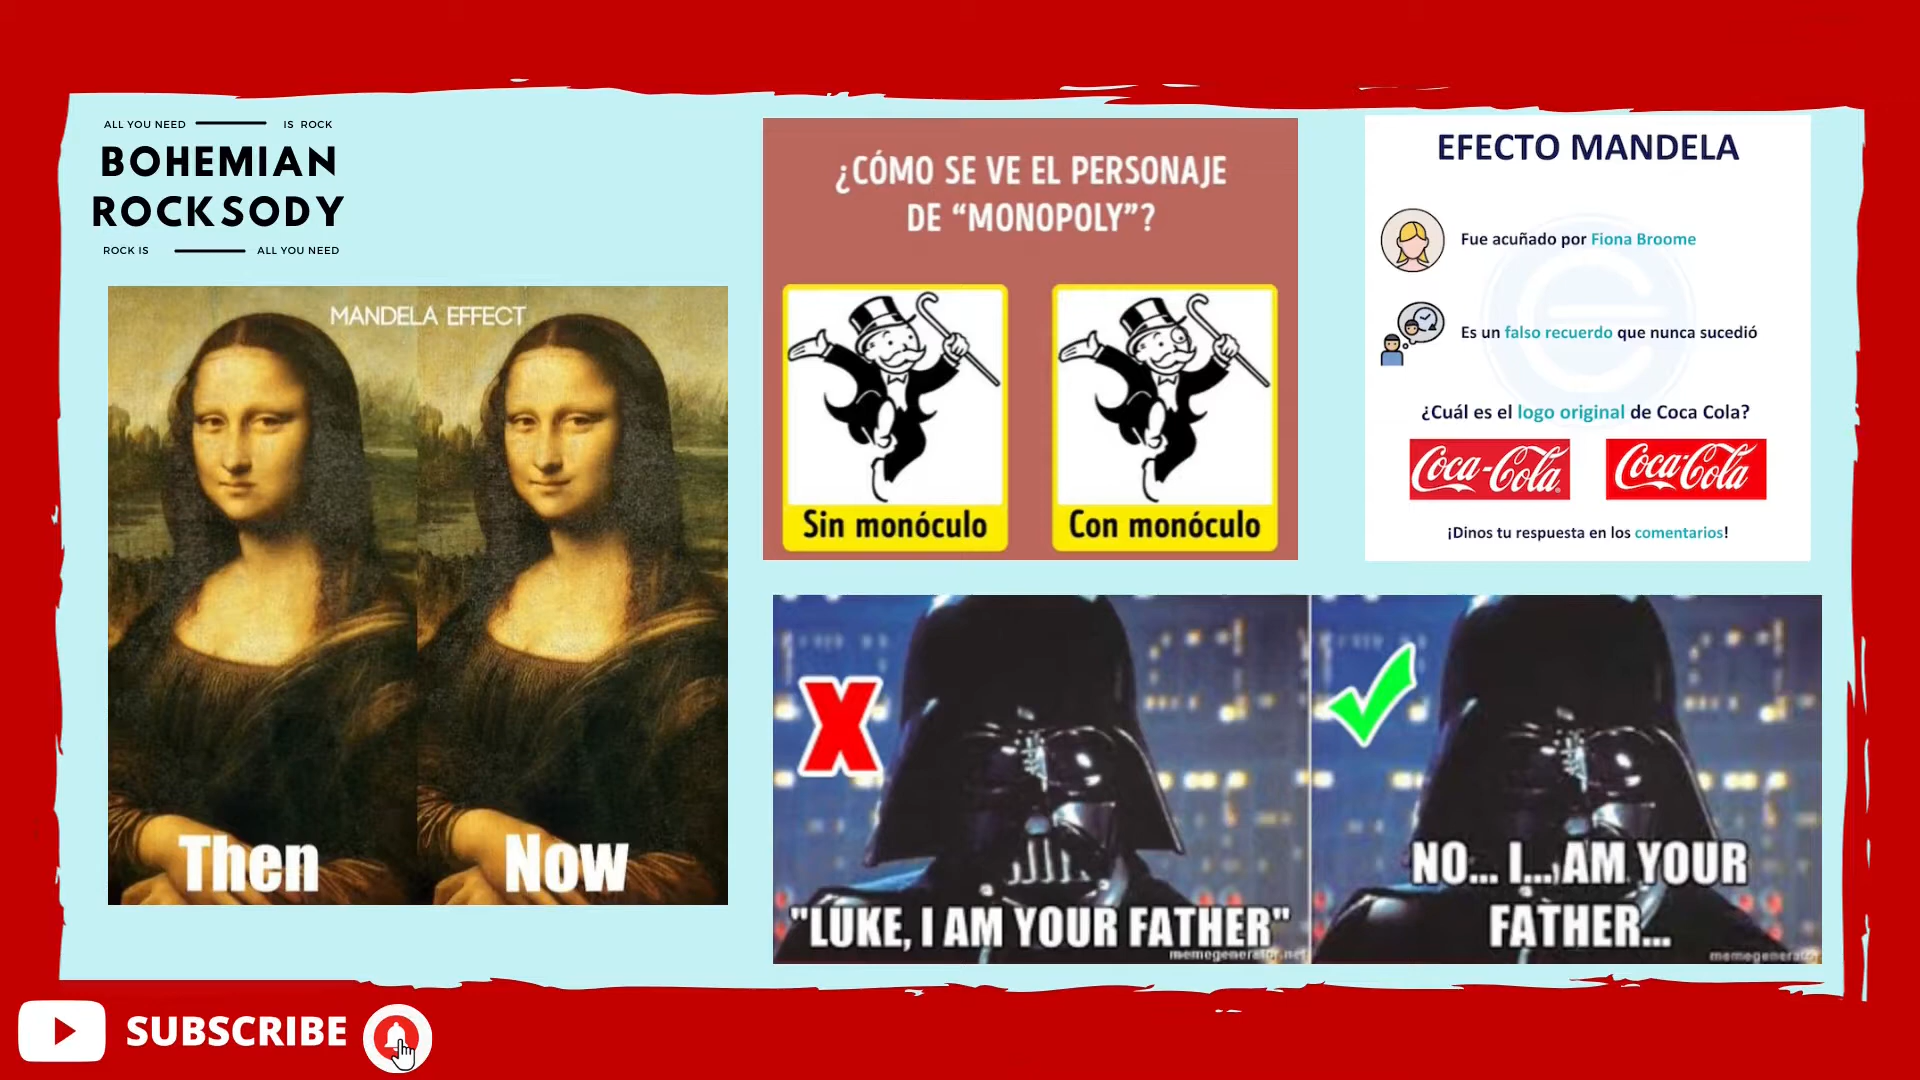 ALL YOU NEED IS ROCK
BOHEMIAN
ROCKSODY
ROCK IS ALL YOU NEED
MANDELA EFFECT
Then Now
¿CÓMO SE VE EL PERSONAJE
DE “MONOPOLY”?
Sin monóculo Con monóculo
EFECTO MANDELA
Fue acuñado por Fiona Broome
Es un falso recuerdo que nunca sucedió
¿Cuál es el logo original de Coca Cola?
Coca-Cola Coca-Cola
¡Dinos tu respuesta en los comentarios!
X
"LUKE, I AM YOUR FATHER"
memegenerator.net
NO... I... AM YOUR
FATHER...
memegenerator
SUBSCRIBE